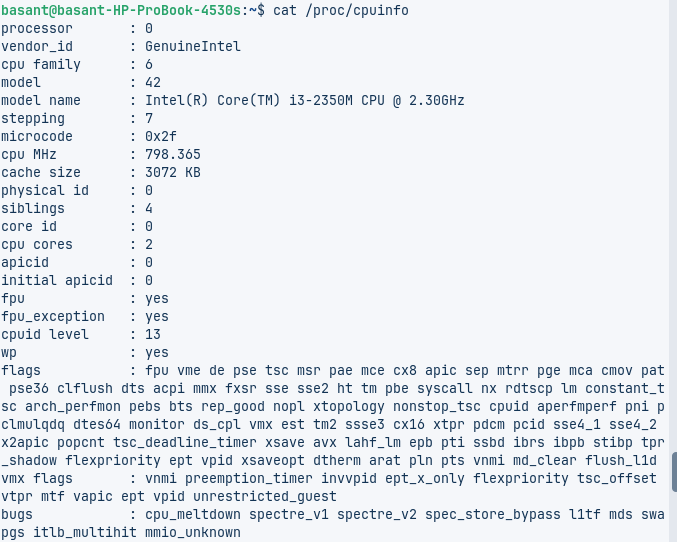 basant@basant-HP-ProBook-4530s:~$ cat /proc/cpuinfo
processor       : 0
vendor_id       : GenuineIntel
cpu family      : 6
model           : 42
model name      : Intel(R) Core(TM) i3-2350M CPU @ 2.30GHz
stepping        : 7
microcode       : 0x2f
cpu MHz         : 798.365
cache size      : 3072 KB
physical id     : 0
siblings        : 4
core id         : 0
cpu cores       : 2
apicid          : 0
initial apicid  : 0
fpu             : yes
fpu_exception   : yes
cpuid level     : 13
wp              : yes
flags           : fpu vme de pse tsc msr pae mce cx8 apic sep mtrr pge mca cmov pat
 pse36 clflush dts acpi mmx fxsr sse sse2 ht tm pbe syscall nx rdtscp lm constant_t
sc arch_perfmon pebs bts rep_good nopl xtopology nonstop_tsc cpuid aperfmperf pni p
clmulqdq dtes64 monitor ds_cpl vmx est tm2 ssse3 cx16 xtpr pdcm pcid sse4_1 sse4_2 
x2apic popcnt tsc_deadline_timer xsave avx lahf_lm epb pti ssbd ibrs ibpb stibp tpr
_shadow flexpriority ept vpid xsaveopt dtherm arat pln pts vnmi md_clear flush_l1d
vmx flags       : vnmi preemption_timer invvpid ept_x_only flexpriority tsc_offset 
vtpr mtf vapic ept vpid unrestricted_guest
bugs            : cpu_meltdown spectre_v1 spectre_v2 spec_store_bypass l1tf mds swa
pgs itlb_multihit mmio_unknown